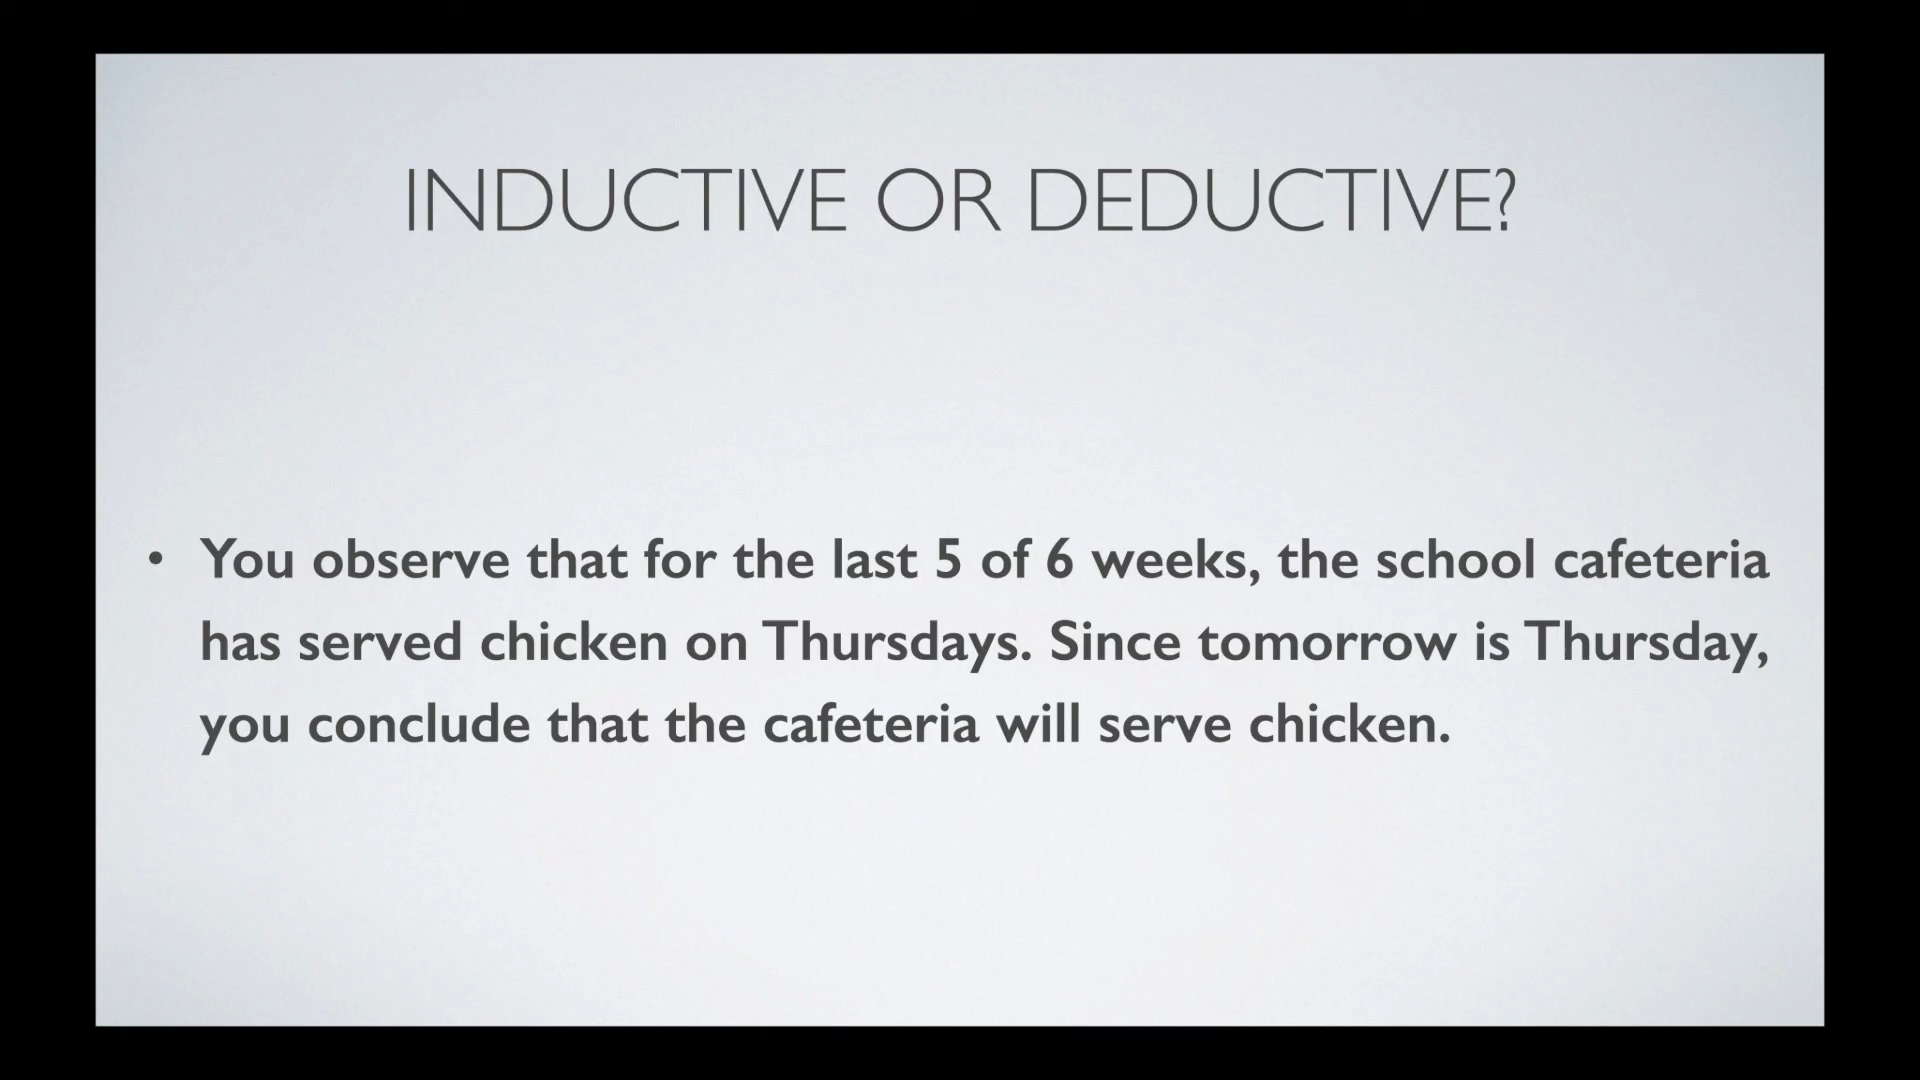 INDUCTIVE OR DEDUCTIVE?
• You observe that for the last 5 of 6 weeks, the school cafeteria
has served chicken on Thursdays. Since tomorrow is Thursday,
you conclude that the cafeteria will serve chicken.